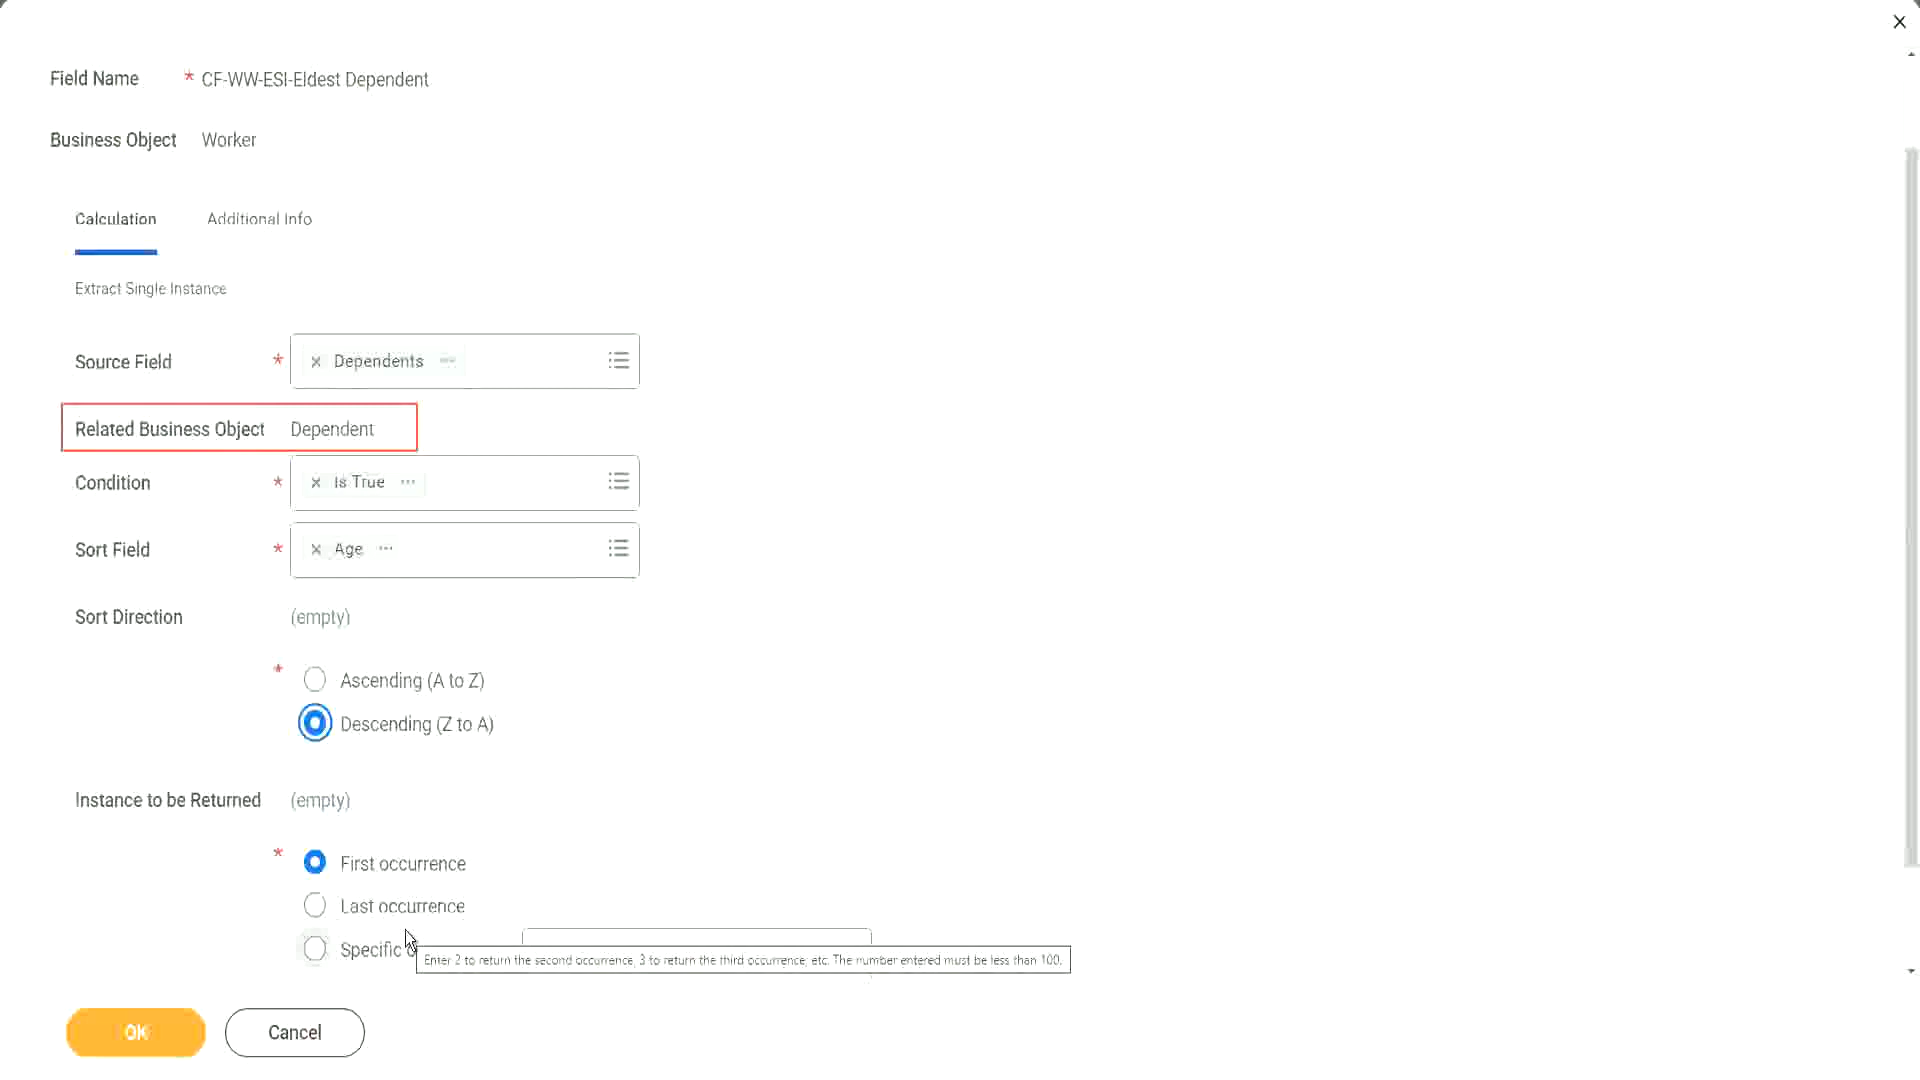 Field Name * CF-WW-ESI-Eldest Dependent
Business Object Worker
Calculation Additional Info
Extract Single Instance
Source Field * × Dependents
Related Business Object Dependent
Condition * × Is True ...
Sort Field * × Age ...
Sort Direction (empty)
* Ascending (A to Z)
Descending (Z to A)
Instance to be Returned (empty)
* First occurrence
Last occurrence
Specific
Enter 2 to return the second occurrence, 3 to return the third occurrence, etc. The number entered must be less than 100.
OK Cancel